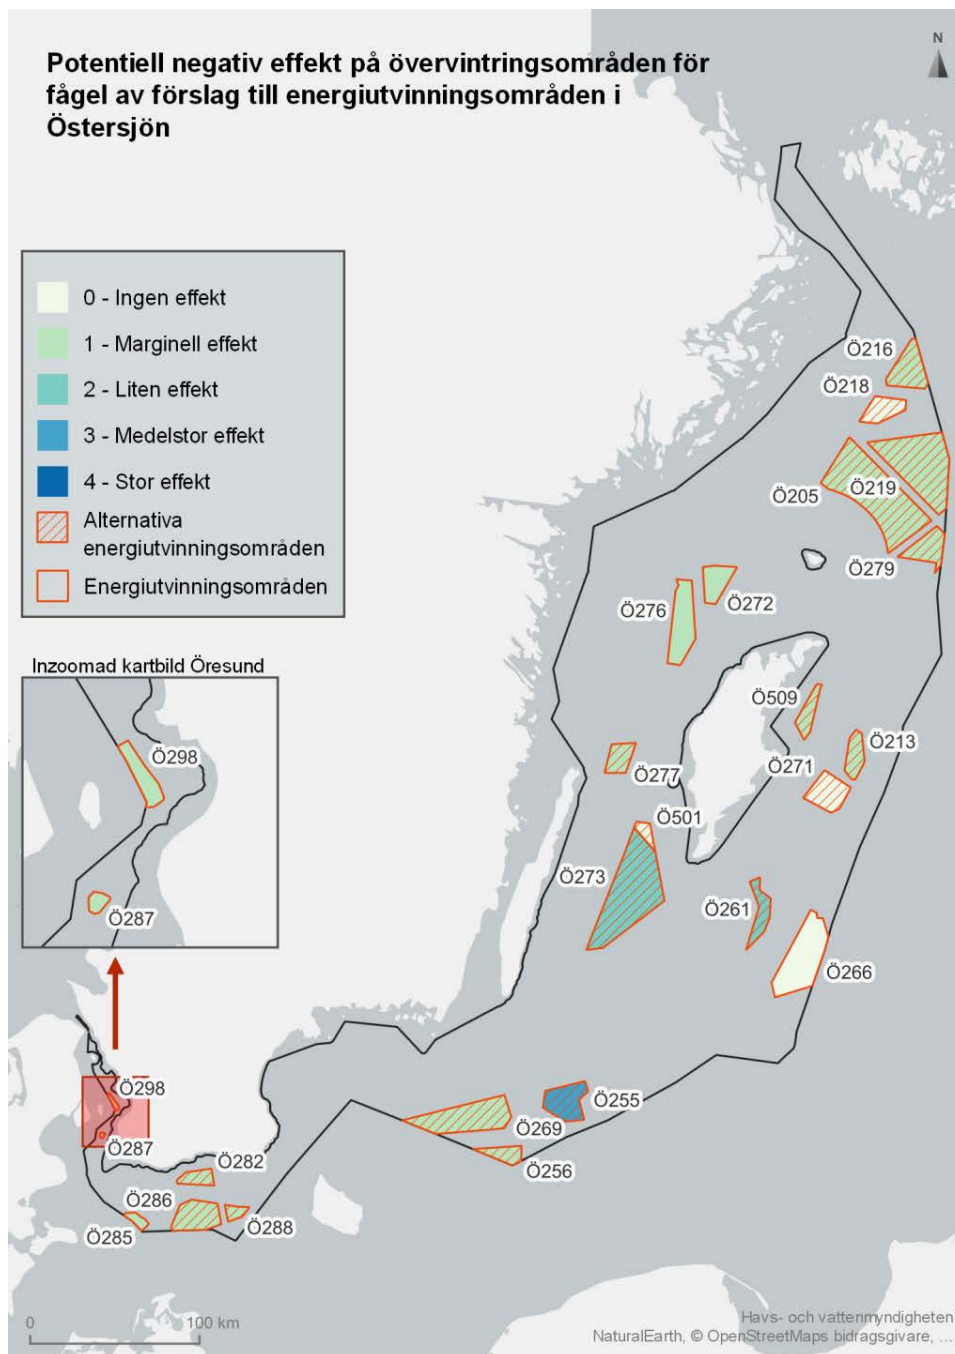 Potentiell negativ effekt på övervintringsområden för
fågel av förslag till energiutvinningsområden i
Östersjön
N
0 - Ingen effekt
1 - Marginell effekt
2 - Liten effekt
3 - Medelstor effekt
4 - Stor effekt
Alternativa
energiutvinningsområden
Energiutvinningsområden
Inzoomad kartbild Öresund
Ö298
Ö287
Ö216
Ö218
Ö219
Ö205
Ö279
Ö272
Ö276
Ö509
Ö213
Ö271
Ö277
Ö501
Ö273
Ö261
Ö266
Ö298
Ö255
Ö269
Ö287
Ö282
Ö256
Ö286
Ö285
Ö288
0
100 km
Havs- och vattenmyndigheten
NaturalEarth, © OpenStreetMaps bidragsgivare, ...